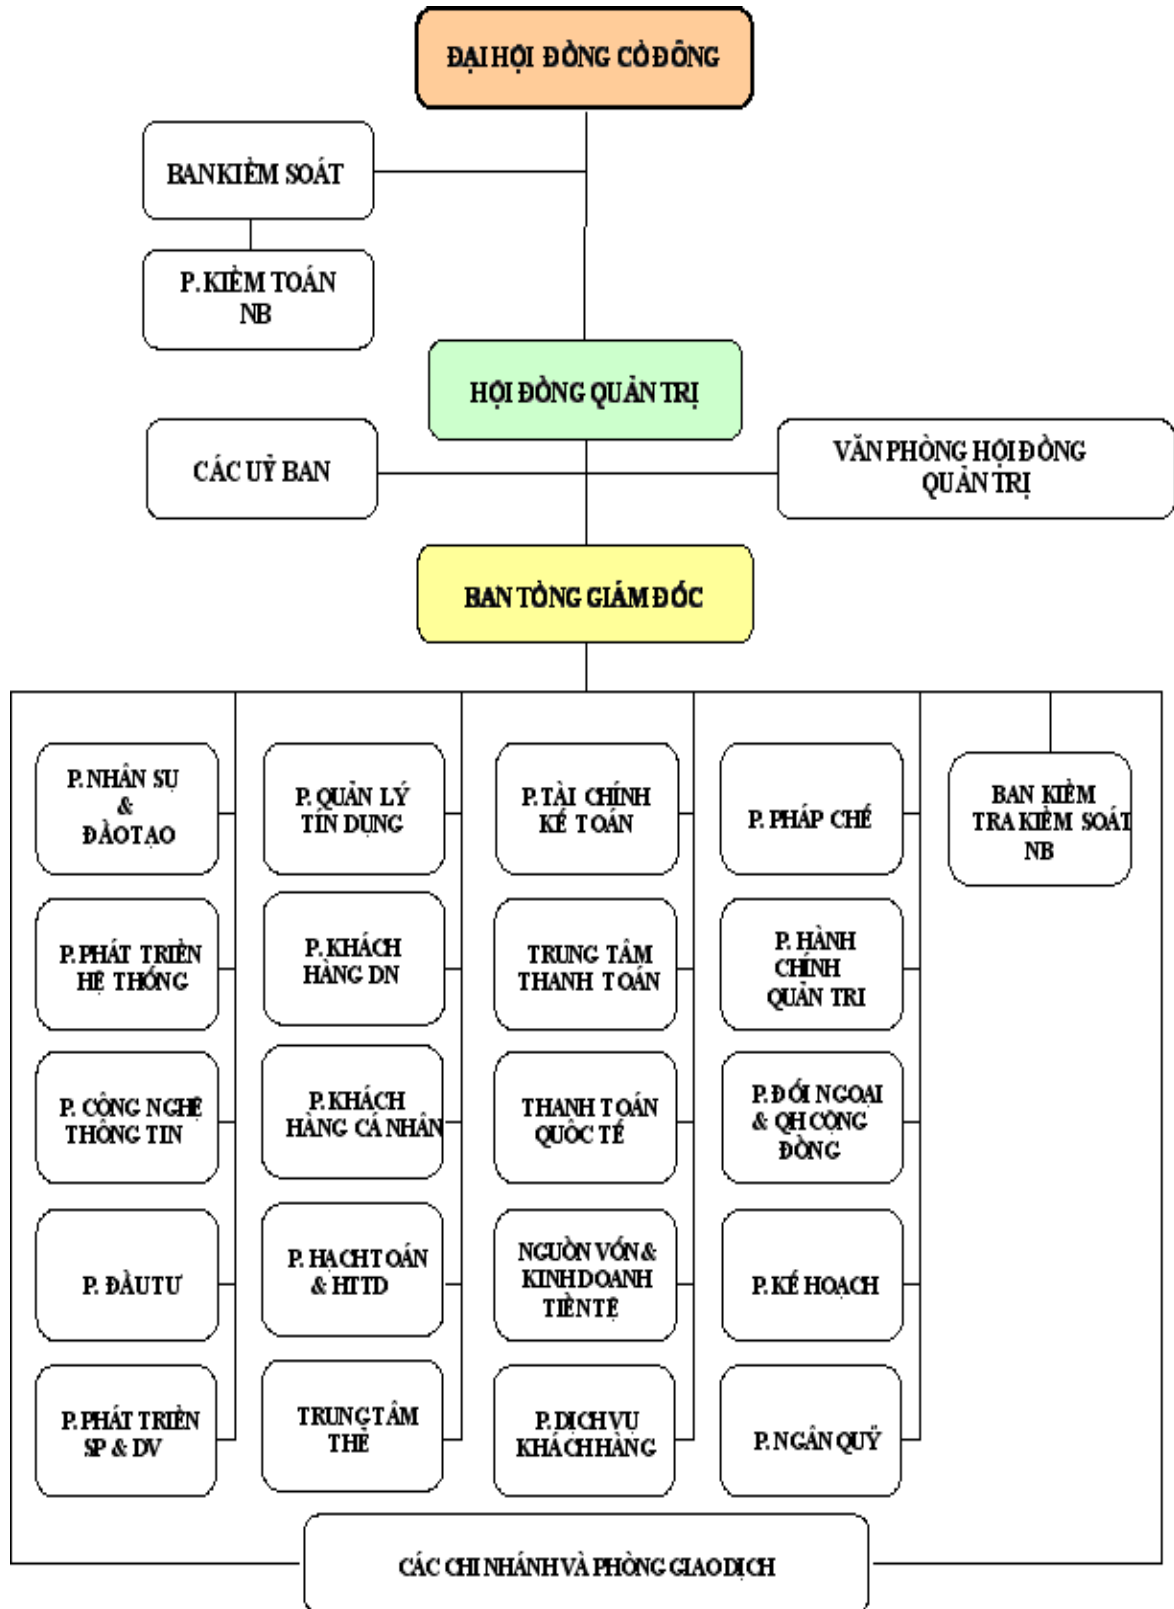 ĐẠI HỘI ĐỒNG CỔ ĐÔNG
BAN KIỂM SOÁT
P. KIỂM TOÁN
NB
HỘI ĐỒNG QUẢN TRỊ
CÁC UỶ BAN
VĂN PHÒNG HỘI ĐỒNG
QUẢN TRỊ
BAN TỔNG GIÁM ĐỐC
P. NHÂN SỰ
&
ĐÀO TẠO
P. QUẢN LÝ
TÍN DỤNG
P. TÀI CHÍNH
KẾ TOÁN
P. PHÁP CHẾ
BAN KIỂM
TRA KIỂM SOÁT
NB
P. PHÁT TRIỂN
HỆ THỐNG
P. KHÁCH
HÀNG DN
TRUNG TÂM
THANH TOÁN
P. HÀNH
CHÍNH
QUẢN TRI
P. CÔNG NGHỆ
THÔNG TIN
P. KHÁCH
HÀNG CÁ NHÂN
THANH TOÁN
QUỐC TẾ
P. ĐỐI NGOẠI
& QH CỘNG
ĐỒNG
P. ĐẦU TƯ
P. HẠCH TOÁN
& HTTD
NGUỒN VỐN &
KINH DOANH
TIỀN TỆ
P. KẾ HOẠCH
P. PHÁT TRIỂN
SP & DV
TRUNG TÂM
THẺ
P. DỊCH VỤ
KHÁCH HÀNG
P. NGÂN QUỸ
CÁC CHI NHÁNH VÀ PHÒNG GIAO DỊCH